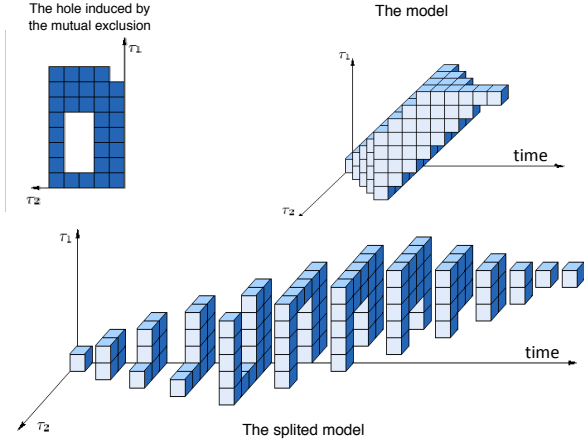 The hole induced by
the mutual exclusion
τ1
τ2
The model
τ1
time
τ2
τ1
time
τ2
The splited model